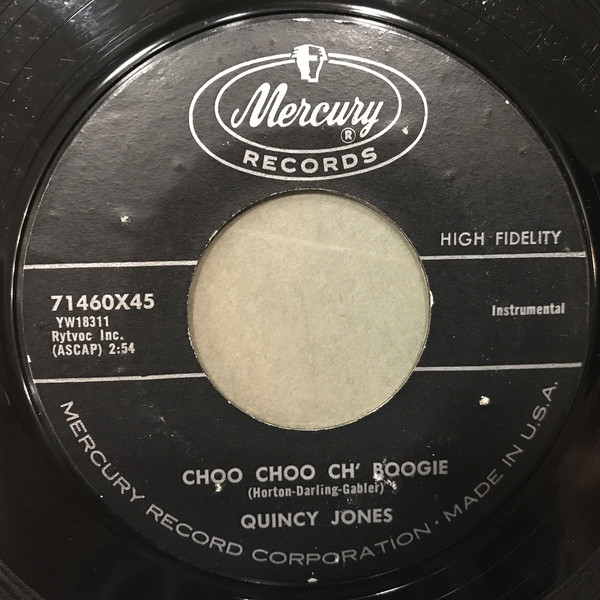 Mercury
®
RECORDS
HIGH FIDELITY
71460X45
YW18311
Rytvoc Inc.
(ASCAP) 2:54
Instrumental
CHOO CHOO CH' BOOGIE
(Horton-Darling-Gabler)
QUINCY JONES
MERCURY RECORD CORPORATION · MADE IN U.S.A.